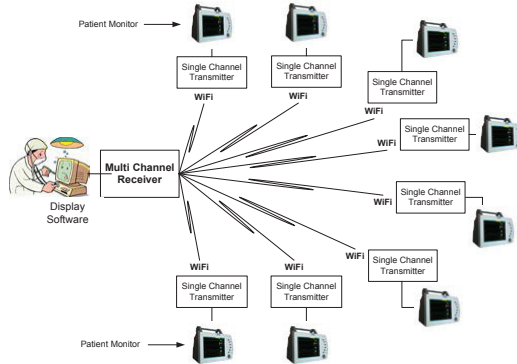 Patient Monitor
Single Channel
Transmitter
Single Channel
Transmitter
Single Channel
Transmitter
WiFi
WiFi
WiFi
Single Channel
Transmitter
WiFi
Multi Channel
Receiver
Display
Software
Single Channel
Transmitter
WiFi
Single Channel
Transmitter
WiFi
WiFi
WiFi
Single Channel
Transmitter
Single Channel
Transmitter
Patient Monitor